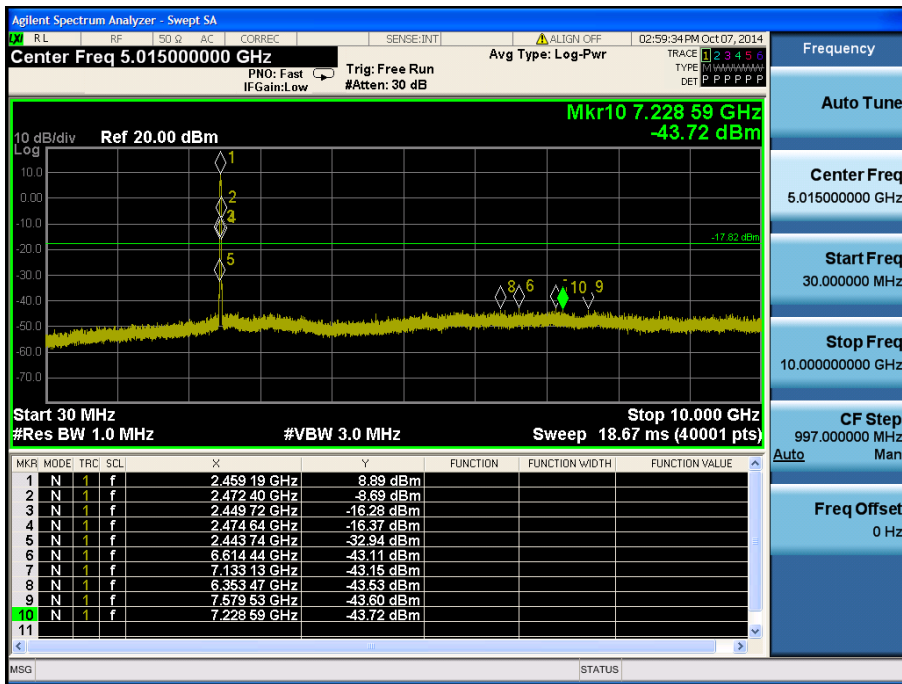 Agilent Spectrum Analyzer - Swept SA
LXI RL RF 50 Ω AC CORREC SENSE:INT ALIGN OFF 02:59:34 PM Oct 07, 2014
Center Freq 5.015000000 GHz Avg Type: Log-Pwr TRACE 1 2 3 4 5 6
PNO: Fast Trig: Free Run TYPE MWWWWW
IFGain:Low #Atten: 30 dB DET P P P P P P
Mkr10 7.228 59 GHz
-43.72 dBm
10 dB/div Ref 20.00 dBm
Log
10.0
0.00
-10.0
-20.0
-30.0
-40.0
-50.0
-60.0
-70.0
1
2
4
5
-17.82 dBm
8 6 10 9
Start 30 MHz Stop 10.000 GHz
#Res BW 1.0 MHz #VBW 3.0 MHz Sweep 18.67 ms (40001 pts)
MKR MODE TRC SCL X Y FUNCTION FUNCTION WIDTH FUNCTION VALUE
1 N 1 f 2.459 19 GHz 8.89 dBm
2 N 1 f 2.472 40 GHz -8.69 dBm
3 N 1 f 2.449 72 GHz -16.28 dBm
4 N 1 f 2.474 64 GHz -16.37 dBm
5 N 1 f 2.443 74 GHz -32.94 dBm
6 N 1 f 6.614 44 GHz -43.11 dBm
7 N 1 f 7.133 13 GHz -43.15 dBm
8 N 1 f 6.353 47 GHz -43.53 dBm
9 N 1 f 7.579 53 GHz -43.60 dBm
10 N 1 f 7.228 59 GHz -43.72 dBm
11
MSG STATUS
Frequency
Auto Tune
Center Freq
5.015000000 GHz
Start Freq
30.000000 MHz
Stop Freq
10.000000000 GHz
CF Step
997.000000 MHz
Auto Man
Freq Offset
0 Hz